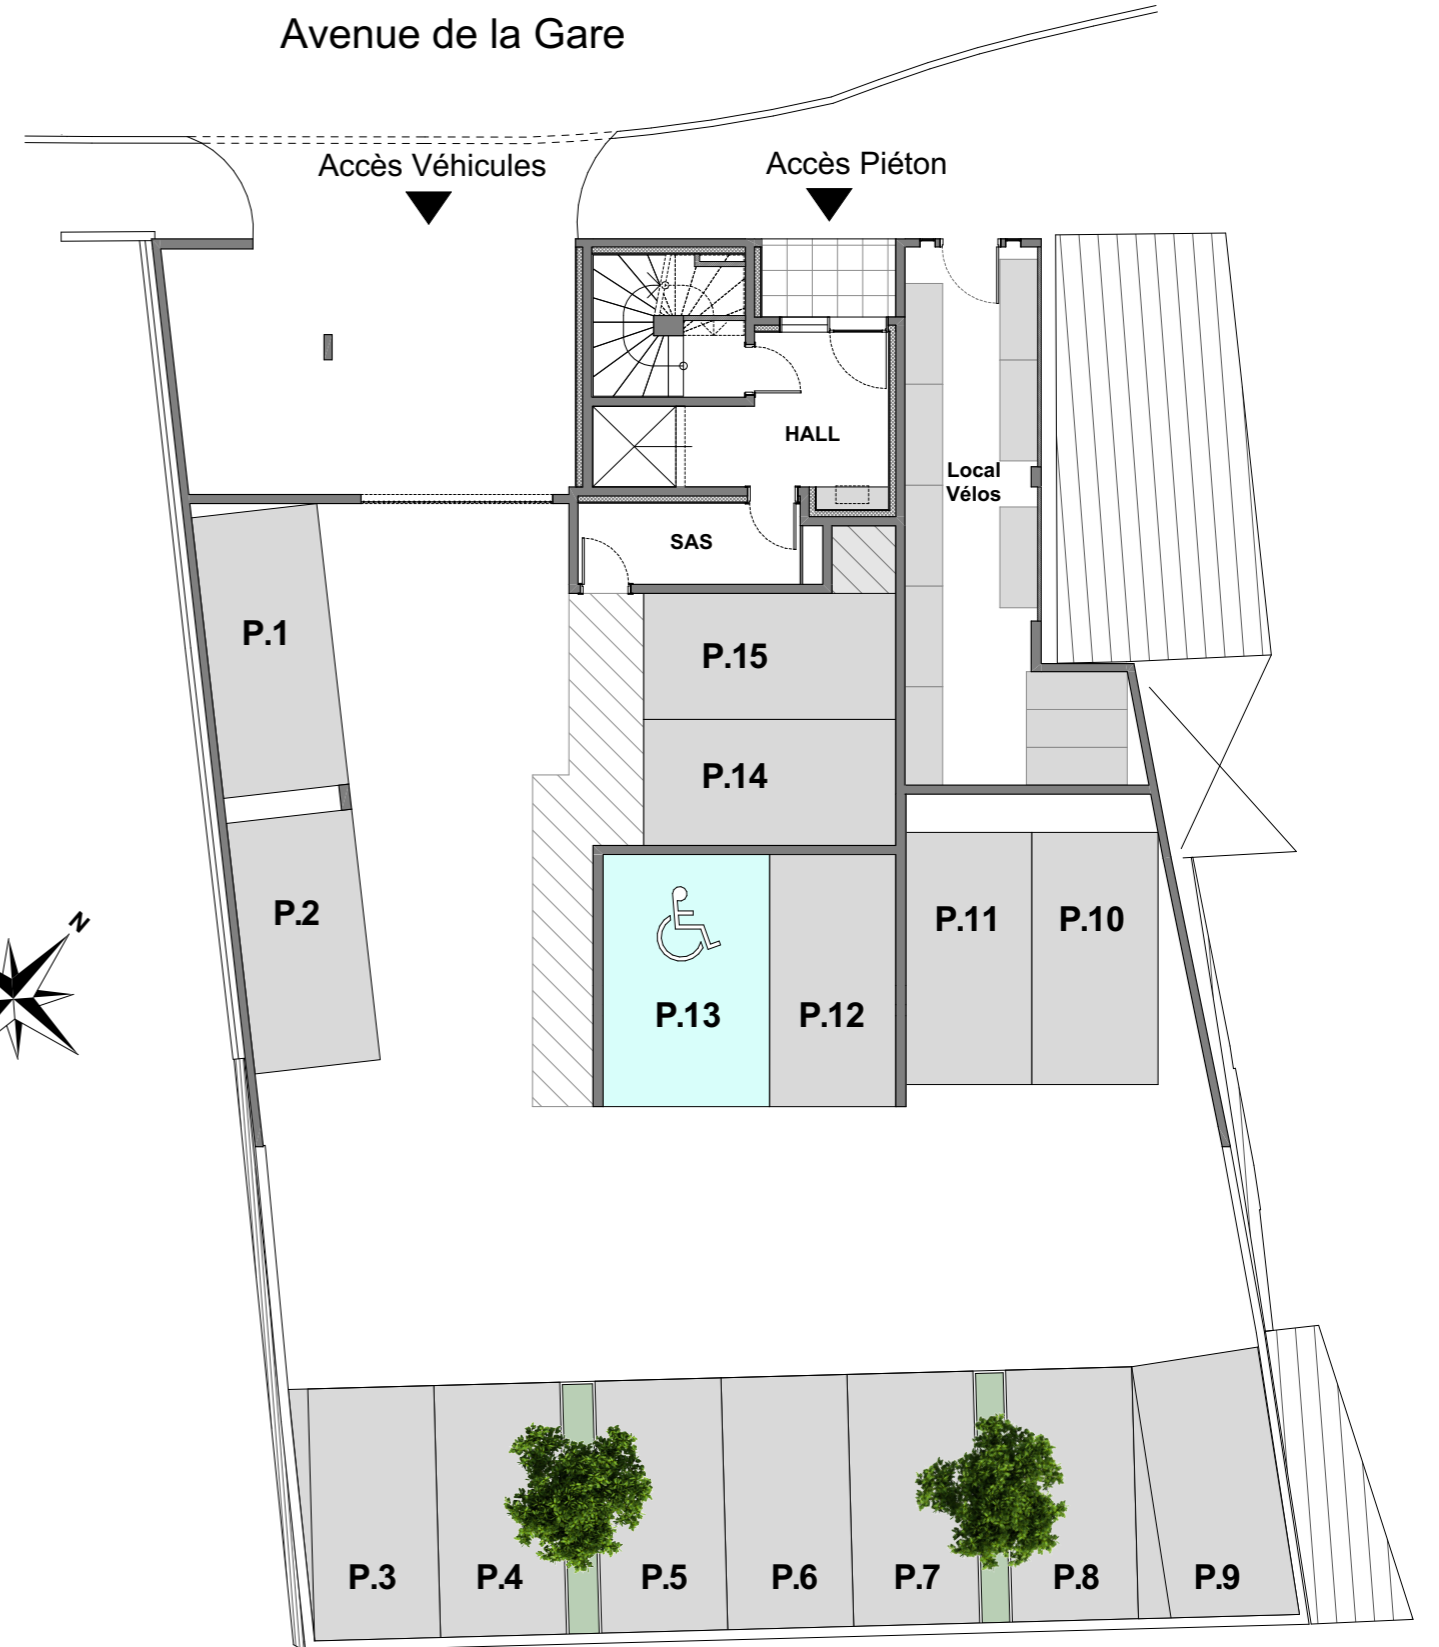 Avenue de la Gare
Accès Véhicules
Accès Piéton
HALL
Local
Vélos
SAS
P.1
P.15
P.14
P.2
N
P.11
P.10
P.13
P.12
P.3
P.4
P.5
P.6
P.7
P.8
P.9